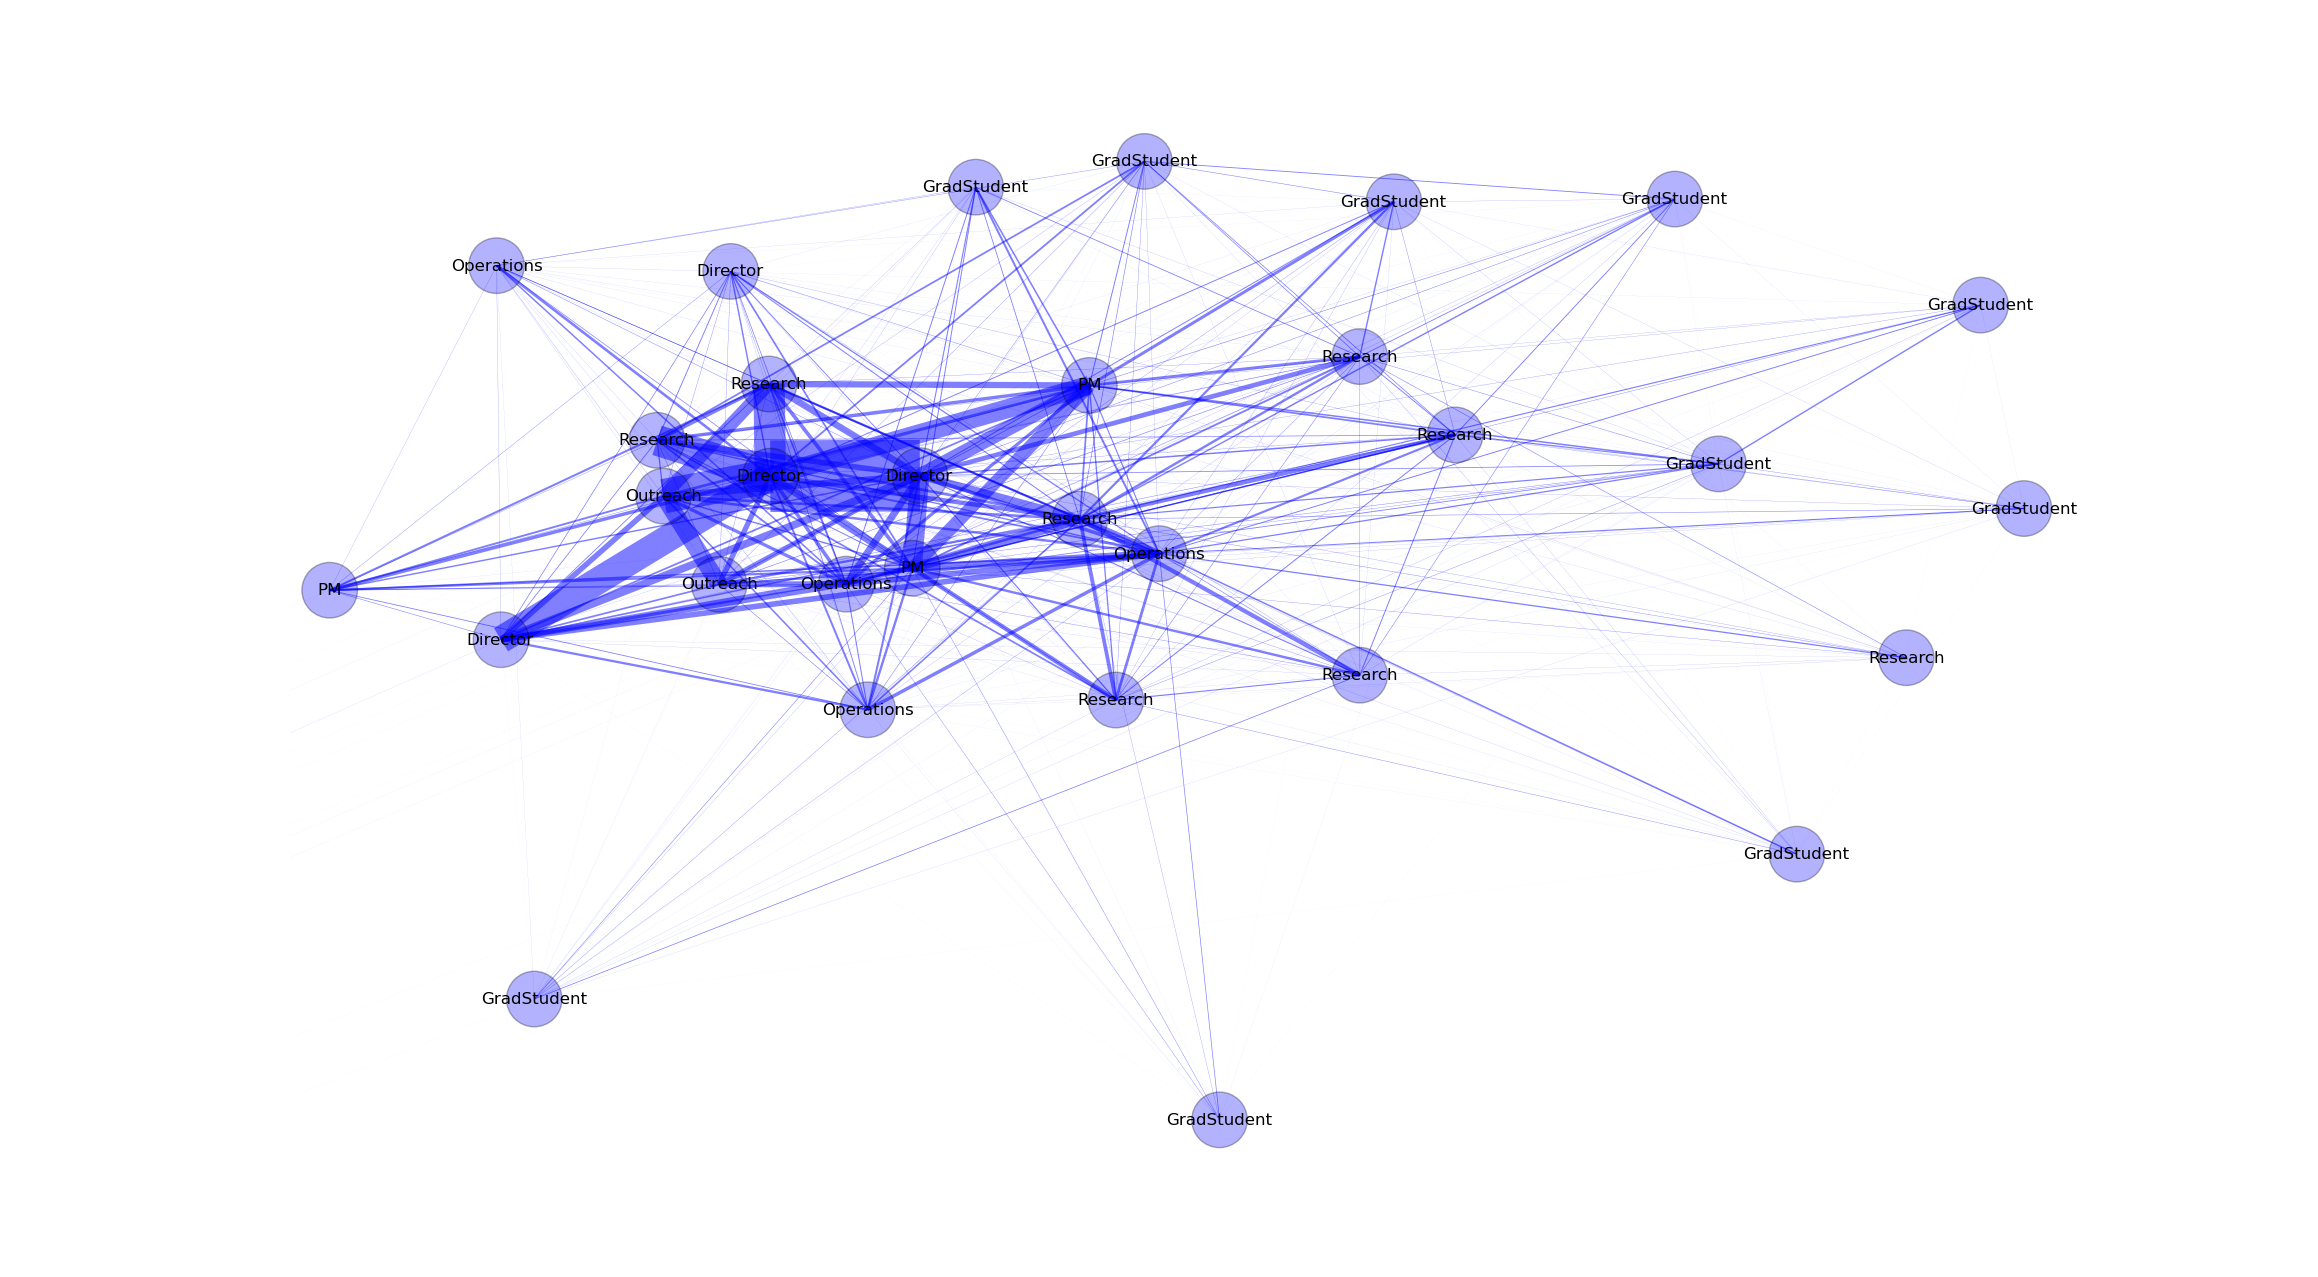 GradStudent
GradStudent
GradStudent
GradStudent
Operations
Director
GradStudent
Research
Research
PM
Research
Research
GradStudent
Director
Director
Outreach
GradStudent
Research
Operations
PM
Outreach
Operations
PM
Director
Research
Research
Research
Operations
GradStudent
GradStudent
GradStudent